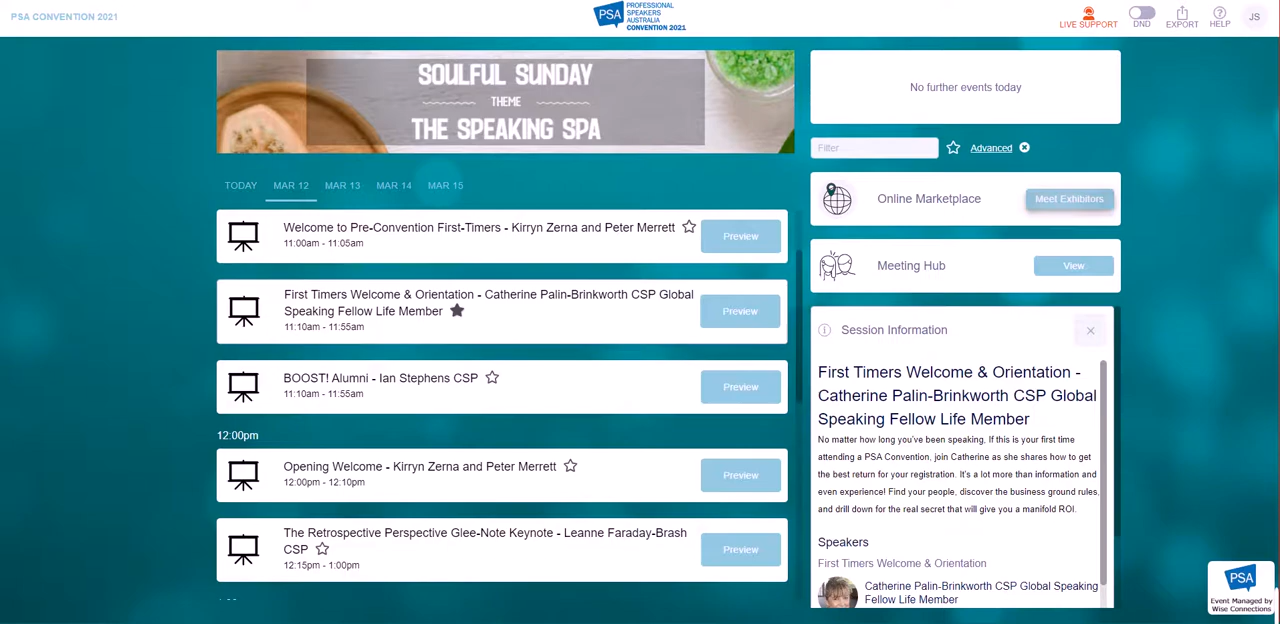 PSA CONVENTION 2021
PSA
PROFESSIONAL
SPEAKERS
AUSTRALIA
CONVENTION 2021
LIVE SUPPORT
DND
EXPORT
HELP
JS
SOULFUL SUNDAY
THEME
THE SPEAKING SPA
TODAY MAR 12 MAR 13 MAR 14 MAR 15
Welcome to Pre-Convention First-Timers - Kirryn Zerna and Peter Merrett
11:00am - 11:05am
Preview
First Timers Welcome & Orientation - Catherine Palin-Brinkworth CSP Global
Speaking Fellow Life Member
11:10am - 11:55am
Preview
BOOST! Alumni - Ian Stephens CSP
11:10am - 11:55am
Preview
12:00pm
Opening Welcome - Kirryn Zerna and Peter Merrett
12:00pm - 12:10pm
Preview
The Retrospective Perspective Glee-Note Keynote - Leanne Faraday-Brash
CSP
12:15pm - 1:00pm
Preview
No further events today
Filter
Advanced
Online Marketplace
Meet Exhibitors
Meeting Hub
View
Session Information
First Timers Welcome & Orientation -
Catherine Palin-Brinkworth CSP Global
Speaking Fellow Life Member
No matter how long you've been speaking, If this is your first time
attending a PSA Convention, join Catherine as she shares how to get
the best return for your registration. It's a lot more than information and
even experience! Find your people, discover the business ground rules,
and drill down for the real secret that will give you a manifold ROI.
Speakers
First Timers Welcome & Orientation
Catherine Palin-Brinkworth CSP Global Speaking
Fellow Life Member
PSA
Event Managed by
Wise Connections